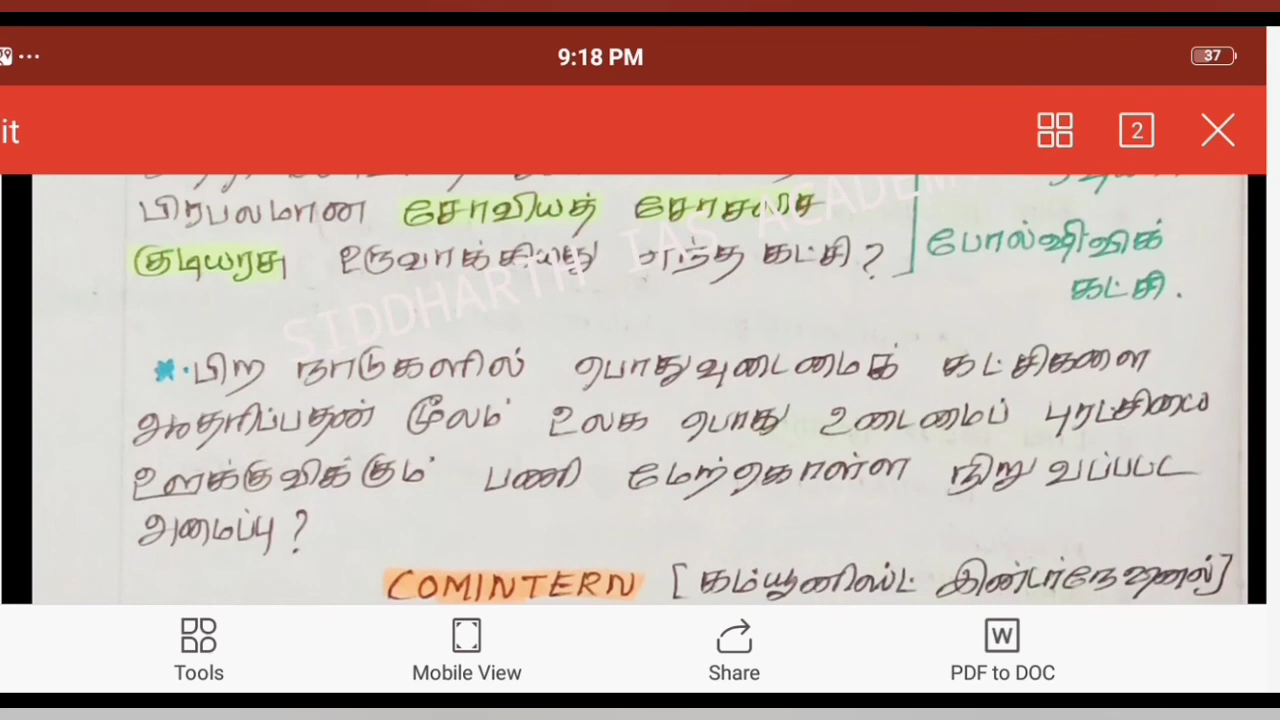 9:18 PM
37
it
2
பிரபலமான சோவியத் சோசலிச
குடியரசு உருவாக்கியது எந்த கட்சி?
போல்ஷ்விக்
கட்சி.
SIDDHARTH IAS ACADEMY
*. பிற நாடுகளில் பொதுவுடைமைக் கட்சிகளை
ஆதரிப்பதன் மூலம் உலக பொது உடைமைப் புரட்சியை
ஊக்குவிக்கும் பணி மேற்கொள்ள நிறுவப்பட்ட
அமைப்பு?
COMINTERN [கம்யூனிஸ்ட் இண்டர்நேஷனல்]
Tools
Mobile View
Share
W
PDF to DOC